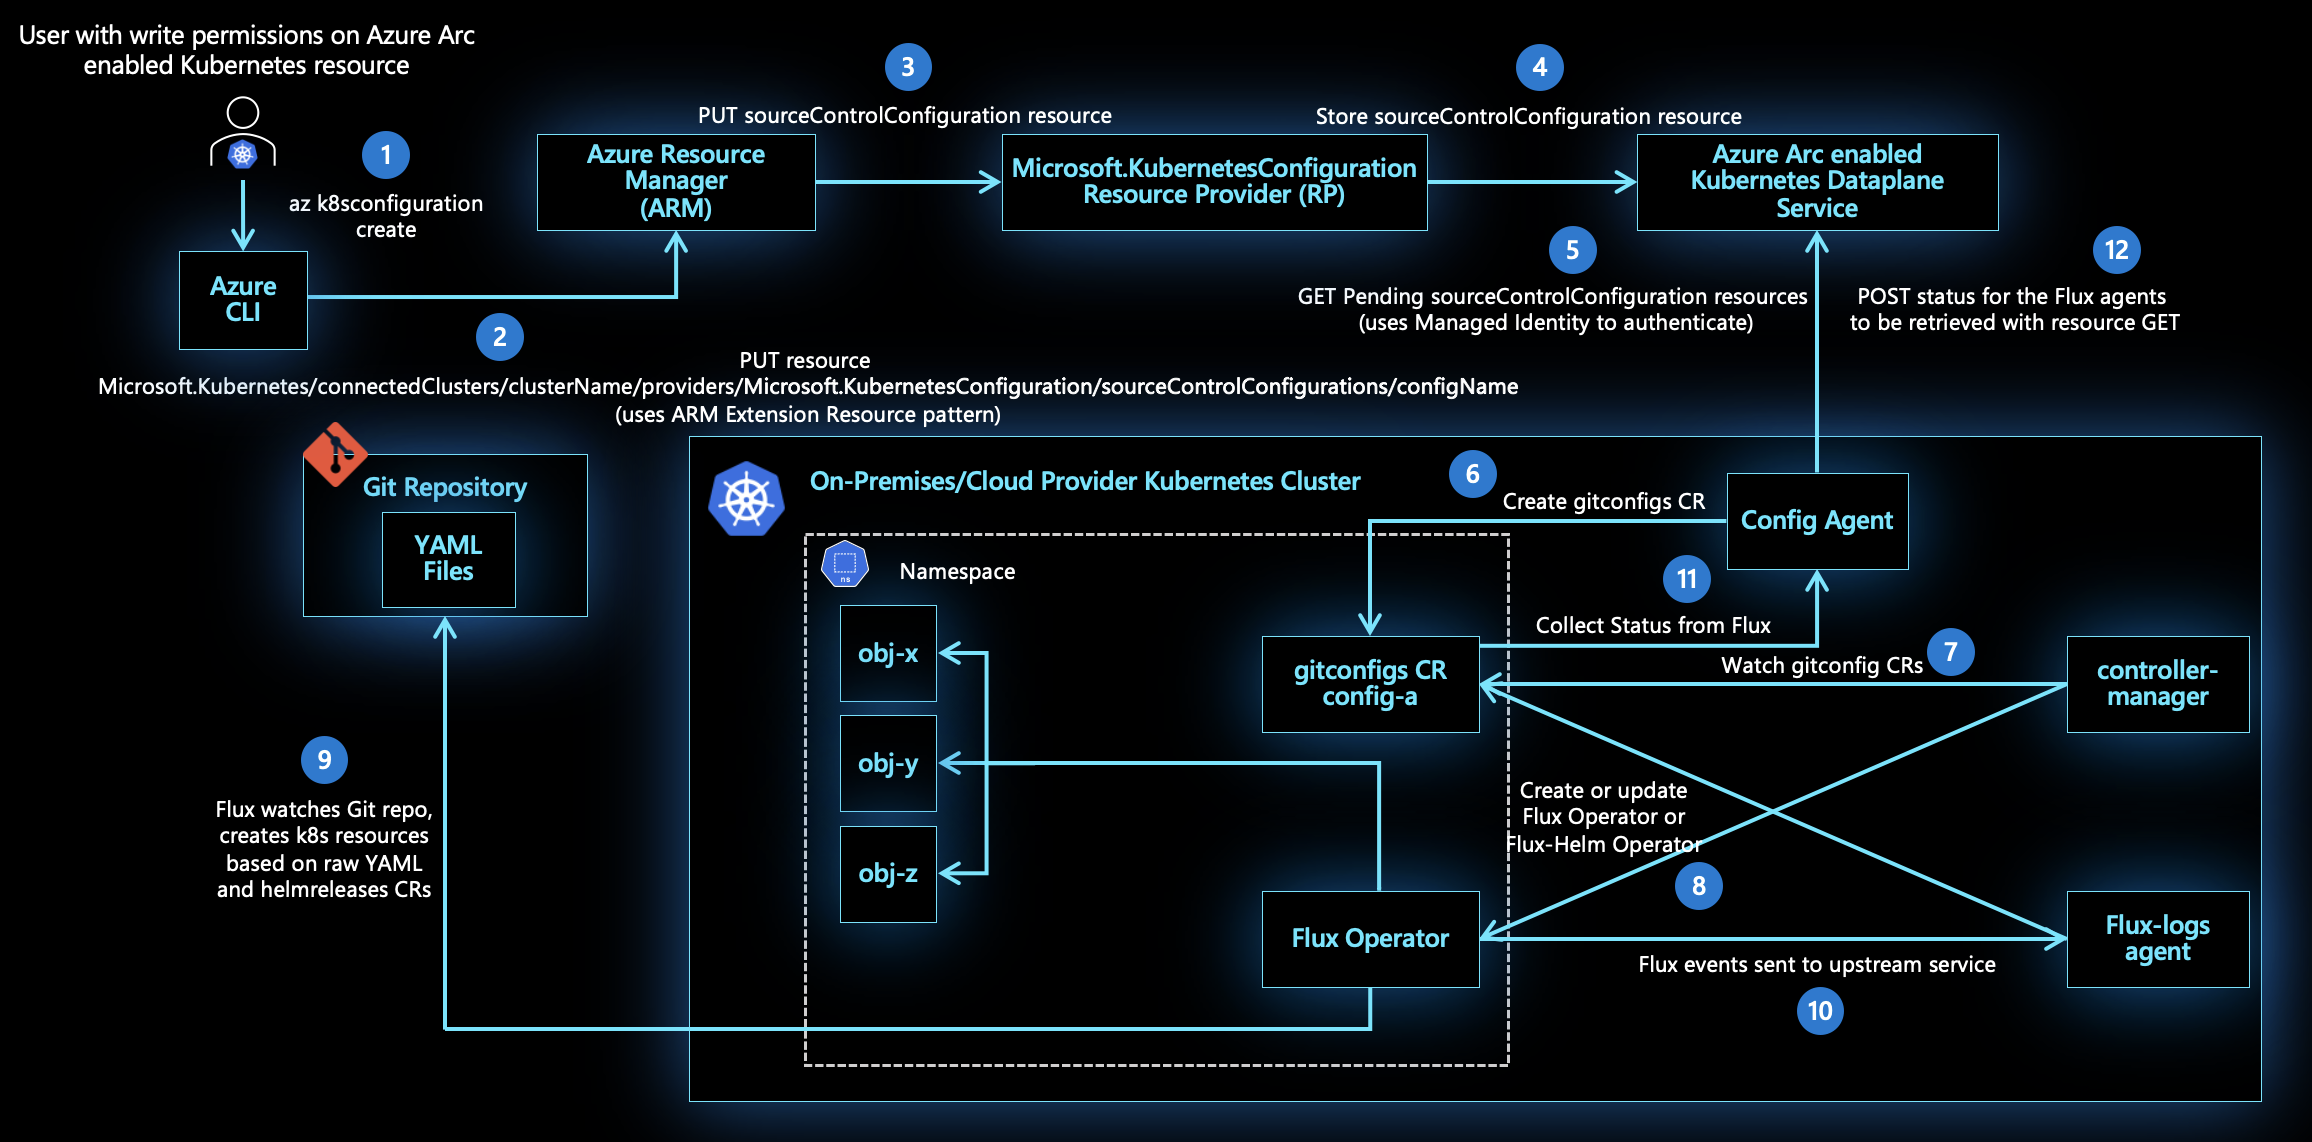 User with write permissions on Azure Arc
enabled Kubernetes resource
1
az k8sconfiguration
create
Azure
CLI
2
PUT resource
Microsoft.Kubernetes/connectedClusters/clusterName/providers/Microsoft.KubernetesConfiguration/sourceControlConfigurations/configName
(uses ARM Extension Resource pattern)
Azure Resource
Manager
(ARM)
3
PUT sourceControlConfiguration resource
Microsoft.KubernetesConfiguration
Resource Provider (RP)
4
Store sourceControlConfiguration resource
Azure Arc enabled
Kubernetes Dataplane
Service
5
GET Pending sourceControlConfiguration resources
(uses Managed Identity to authenticate)
12
POST status for the Flux agents
to be retrieved with resource GET
Git Repository
YAML
Files
On-Premises/Cloud Provider Kubernetes Cluster
6
Create gitconfigs CR
Config Agent
ns
Namespace
11
Collect Status from Flux
obj-x
obj-y
obj-z
gitconfigs CR
config-a
Watch gitconfig CRs
7
controller-
manager
9
Flux watches Git repo,
creates k8s resources
based on raw YAML
and helmreleases CRs
Create or update
Flux Operator or
Flux-Helm Operator
8
Flux Operator
Flux-logs
agent
Flux events sent to upstream service
10